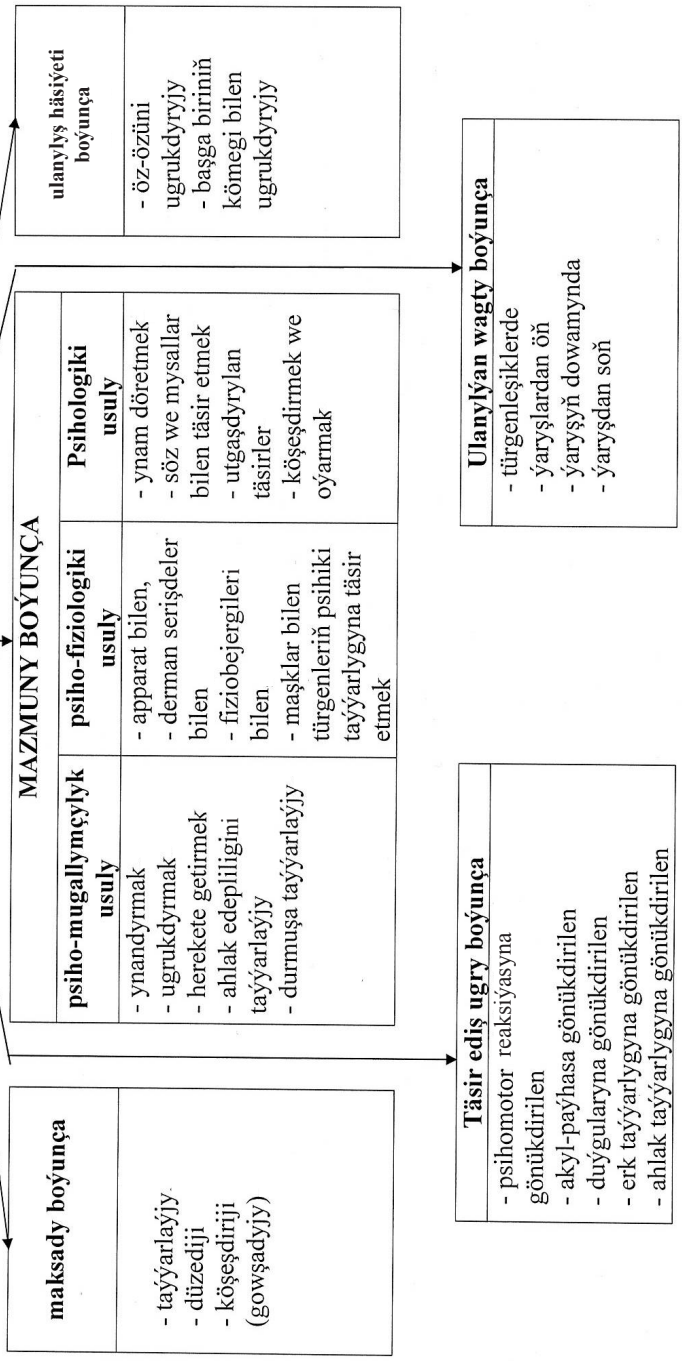 maksady boýunça
- taýýarlaýjy.
- düzediji
- köşeşdiriji
(gowşadyjy)
MAZMUNY BOÝUNÇA
psiho-mugallymçylyk
usuly
- ynandyrmak
- ugrukdyrmak
- herekete getirmek
- ahlak edepliligini
taýýarlaýjy
- durmuşa taýýarlaýjy
psiho-fiziologiki
usuly
- apparat bilen,
- derman serişdeler
bilen
- fiziobejergileri
bilen
- maşklar bilen
türgenleriň psihiki
taýýarlygyna täsir
etmek
Psihologiki
usuly
- ynam döretmek
- söz we mysallar
bilen täsir etmek
- utgaşdyrylan
täsirler
- köşeşdirmek we
oýarmak
ulanylyş häsiýeti
boýunça
- öz-özüni
ugrukdyryjy
- başga biriniň
kömegi bilen
ugrukdyryjy
Täsir ediş ugry boýunça
- psihomotor reaksiýasyna
gönükdirilen
- akyl-paýhasa gönükdirilen
- duýgularyna gönükdirilen
- erk taýýarlygyna gönükdirilen
- ahlak taýýarlygyna gönükdirilen
Ulanylýan wagty boýunça
- türgenleşiklerde
- ýaryşlardan öň
- ýaryşyň dowamynda
- ýaryşdan soň